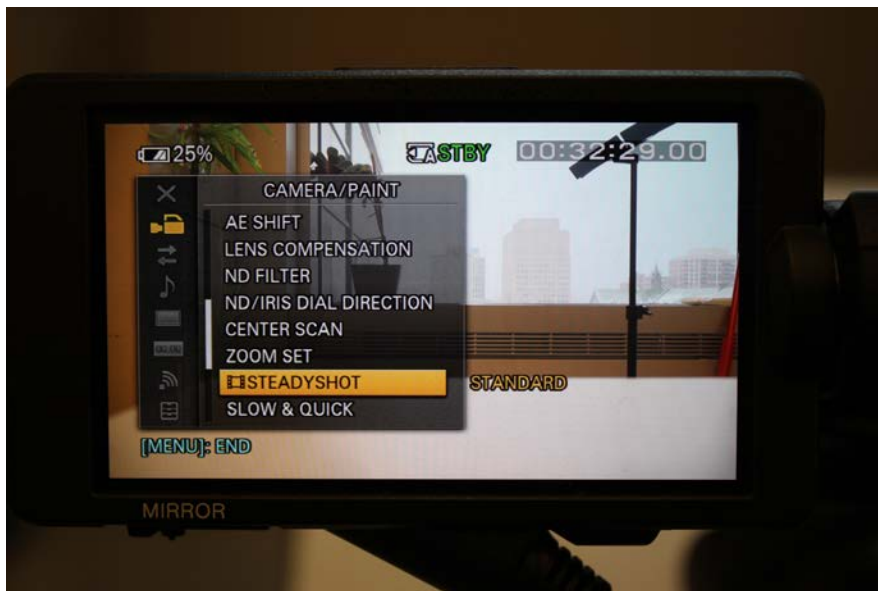 25% A STBY 00:32:29.00
CAMERA/PAINT
AE SHIFT
LENS COMPENSATION
ND FILTER
ND/IRIS DIAL DIRECTION
CENTER SCAN
ZOOM SET
STEADYSHOT STANDARD
SLOW & QUICK
[MENU]: END
MIRROR